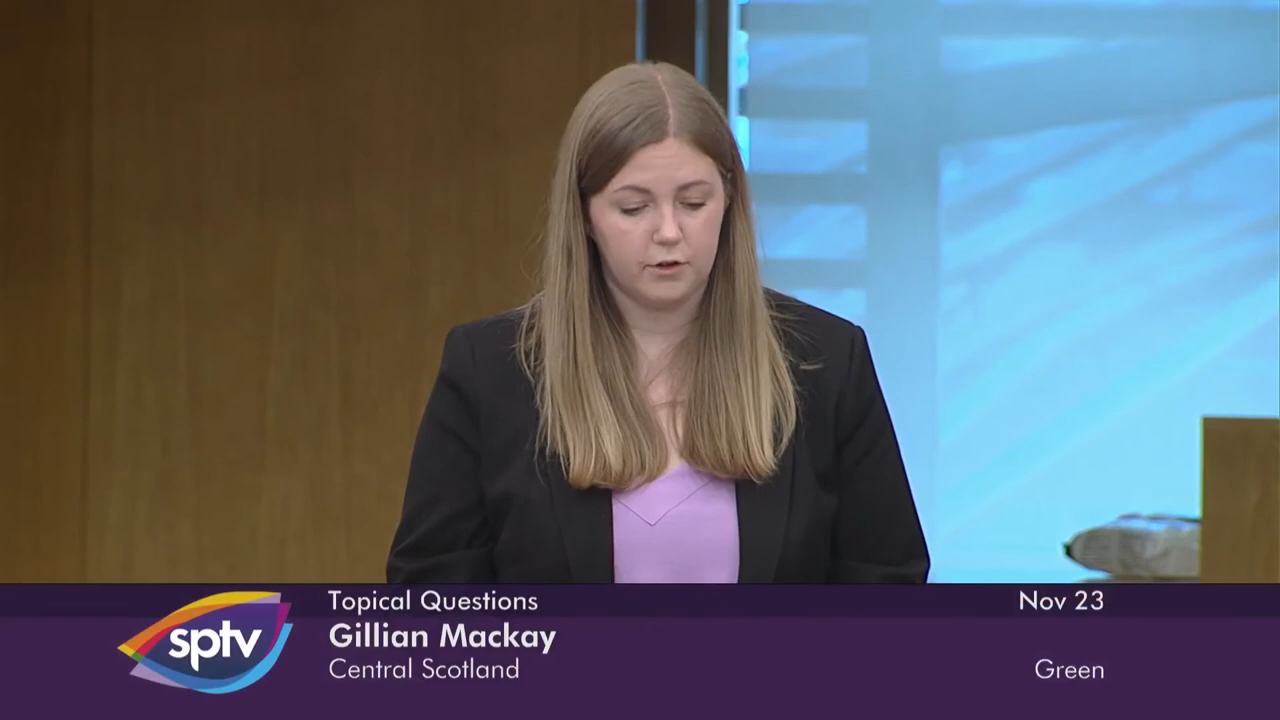 Topical Questions Nov 23
sptv
Gillian Mackay
Central Scotland Green